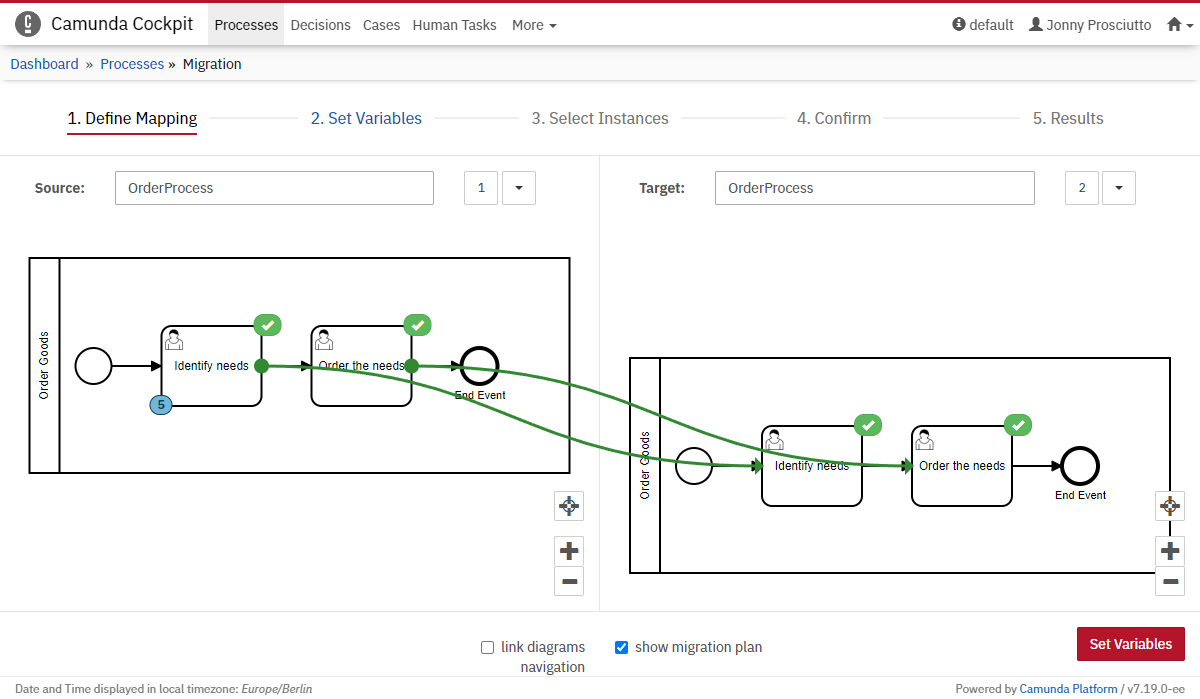 Camunda Cockpit Processes Decisions Cases Human Tasks More default Jonny Prosciutto
Dashboard » Processes » Migration
1. Define Mapping 2. Set Variables 3. Select Instances 4. Confirm 5. Results
Source: OrderProcess 1 Target: OrderProcess 2
Order Goods
Identify needs
Order the needs
End Event
5
Order Goods
Identify needs
Order the needs
End Event
link diagrams
navigation
show migration plan
Set Variables
Date and Time displayed in local timezone: Europe/Berlin
Powered by Camunda Platform / v7.19.0-ee